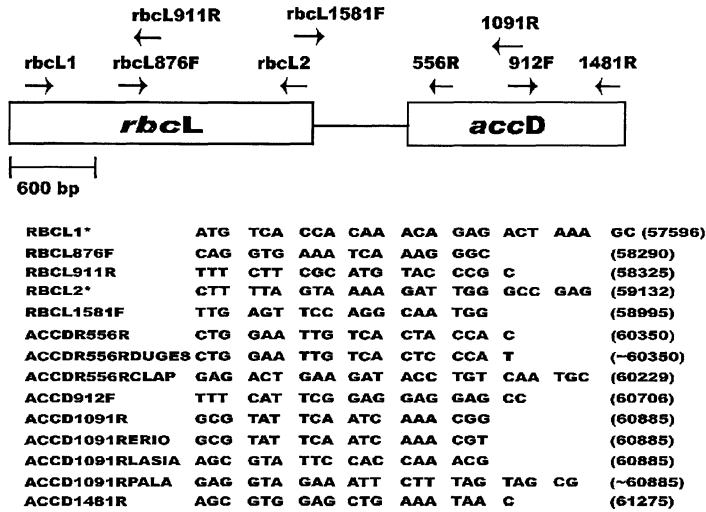 rbcL911R rbcL1581F
1091R
rbcL1 rbcL876F rbcL2 556R 912F 1481R
rbcL accD
600 bp
RBCL1* ATG TCA CCA CAA ACA GAG ACT AAA GC (57596)
RBCL876F CAG GTG AAA TCA AAG GGC (58290)
RBCL911R TTT CTT CGC ATG TAC CCG C (58325)
RBCL2* CTT TTA GTA AAA GAT TGG GCC GAG (59132)
RBCL1581F TTG AGT TCC AGG CAA TGG (58995)
ACCDR556R CTG GAA TTG TCA CTA CCA C (60350)
ACCDR556RDUGES CTG GAA TTG TCA CTC CCA T (~60350)
ACCDR556RCLAP GAG ACT GAA GAT ACC TGT CAA TGC (60229)
ACCD912F TTT CAT TCG GAG GAG GAG CC (60706)
ACCD1091R GCG TAT TCA ATC AAA CGG (60885)
ACCD1091RERIO GCG TAT TCA ATC AAA CGT (60885)
ACCD1091RLASIA AGC GTA TTC CAC CAA ACG (60885)
ACCD1091RPALA GAG GTA GAA ATT CTT TAG TAG CG (~60885)
ACCD1481R AGC GTG GAG CTG AAA TAA C (61275)